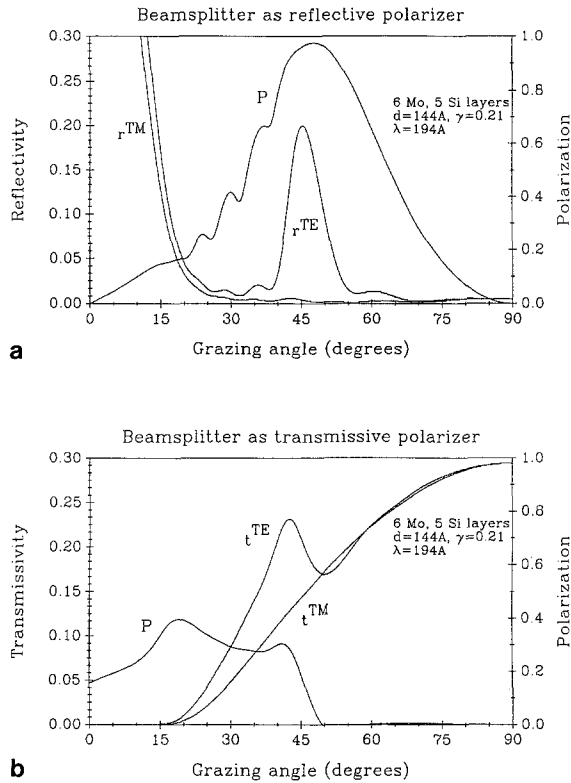 Beamsplitter as reflective polarizer
0.30
0.25
0.20
0.15
0.10
0.05
0.00
Reflectivity
1.0
0.8
0.6
0.4
0.2
0.0
Polarization
r^TM
P
r^TE
6 Mo, 5 Si layers
d=144A, γ=0.21
λ=194A
0 15 30 45 60 75 90
Grazing angle (degrees)
a
Beamsplitter as transmissive polarizer
0.30
0.25
0.20
0.15
0.10
0.05
0.00
Transmissivity
1.0
0.8
0.6
0.4
0.2
0.0
Polarization
t^TE
6 Mo, 5 Si layers
d=144A, γ=0.21
λ=194A
t^TM
P
0 15 30 45 60 75 90
Grazing angle (degrees)
b